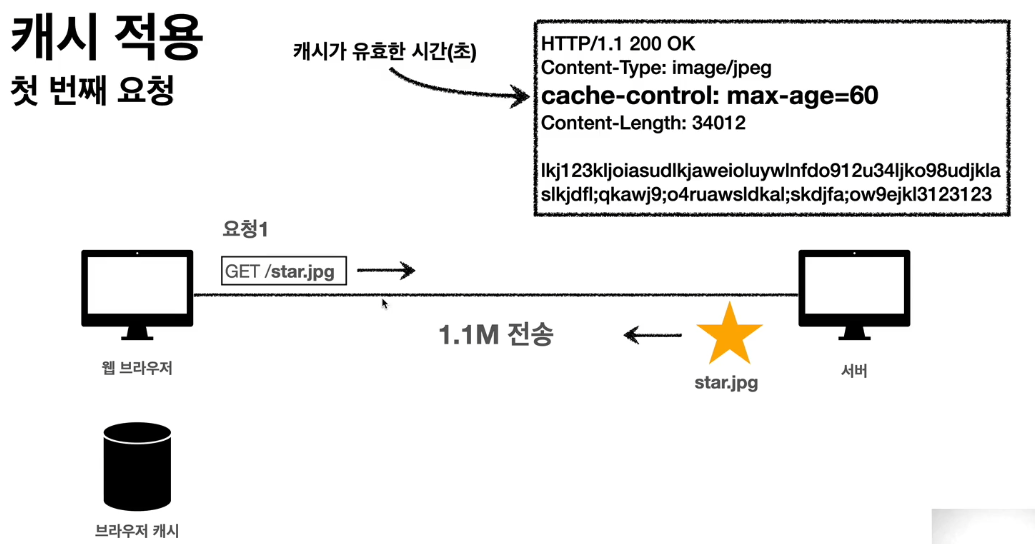 캐시 적용
첫 번째 요청
캐시가 유효한 시간(초)
HTTP/1.1 200 OK
Content-Type: image/jpeg
cache-control: max-age=60
Content-Length: 34012
lkj123kljoiasudlkjaweioluywlnfdo912u34ljko98udjkla
slkjdfl;qkawj9;o4ruawsldkal;skdjfa;ow9ejkl3123123
요청1
GET /star.jpg
1.1M 전송
star.jpg
웹 브라우저
서버
브라우저 캐시